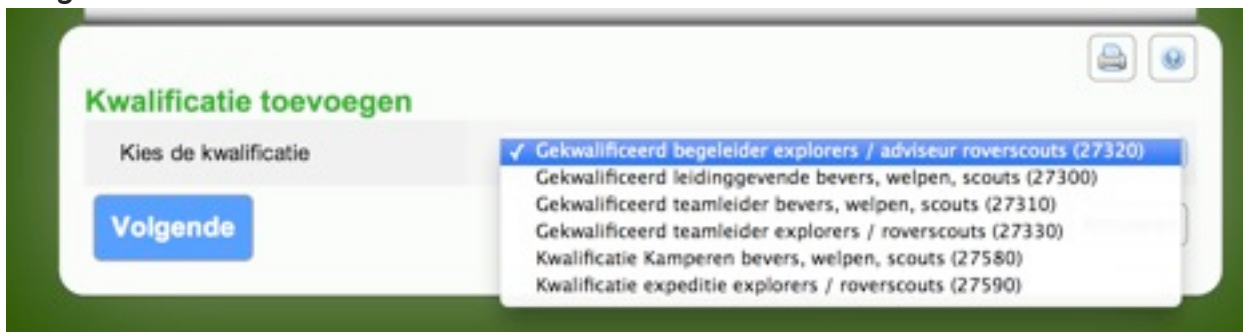 Kwalificatie toevoegen
Kies de kwalificatie
✓ Gekwalificeerd begeleider explorers / adviseur roverscouts (27320)
Gekwalificeerd leidinggevende bevers, welpen, scouts (27300)
Gekwalificeerd teamleider bevers, welpen, scouts (27310)
Gekwalificeerd teamleider explorers / roverscouts (27330)
Kwalificatie Kamperen bevers, welpen, scouts (27580)
Kwalificatie expeditie explorers / roverscouts (27590)
Volgende